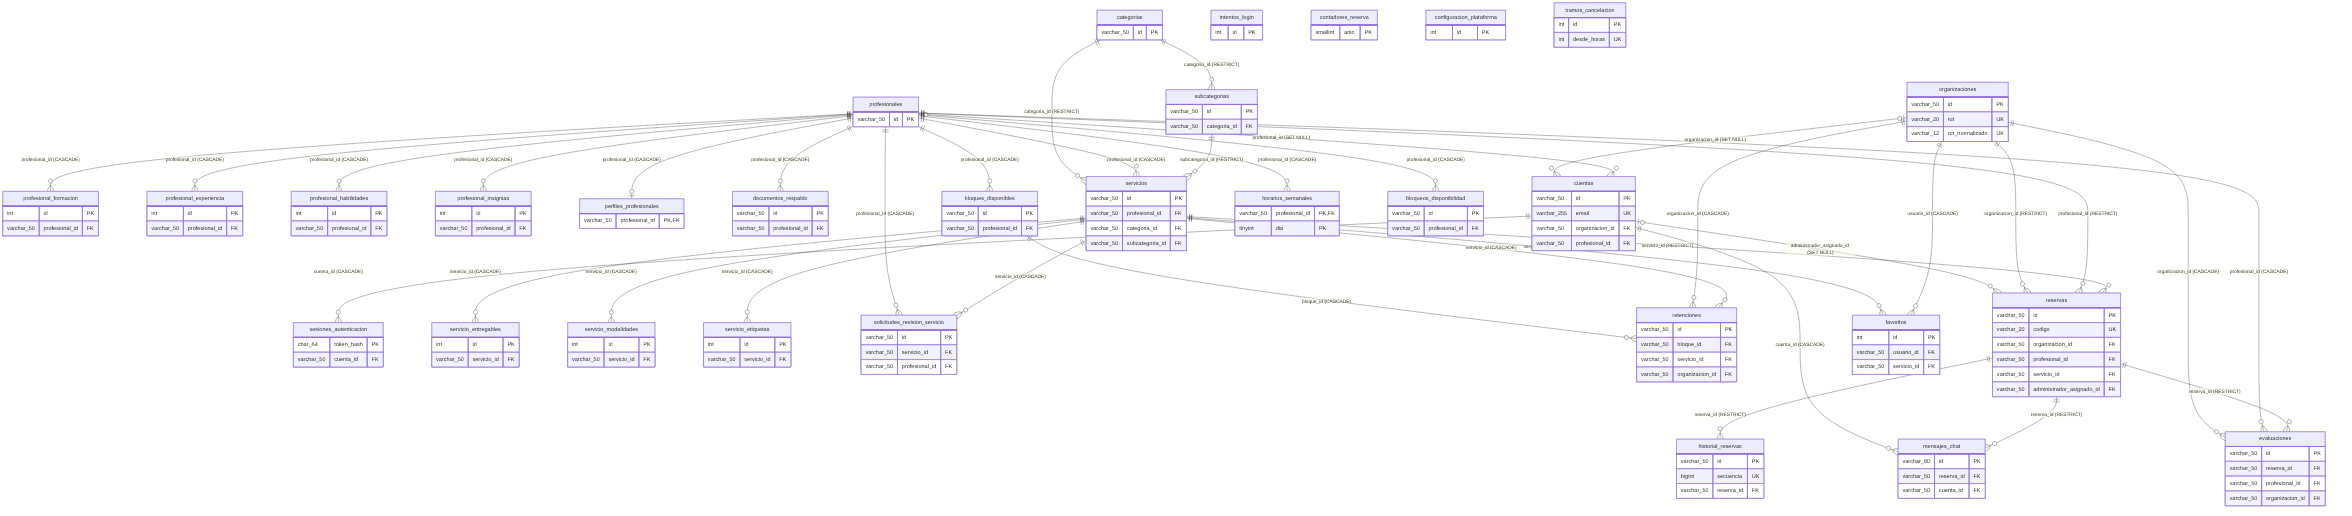 categorias
varchar_50 id PK
intentos_login
int id PK
contadores_reserva
smallint anio PK
configuracion_plataforma
int id PK
tramos_cancelacion
int id PK
int desde_horas UK
categoria_id (RESTRICT)
categoria_id (RESTRICT)
subcategorias
varchar_50 id PK
varchar_50 categoria_id FK
organizaciones
varchar_50 id PK
varchar_20 rut UK
varchar_12 rut_normalizado UK
profesionales
varchar_50 id PK
profesional_id (SET NULL)
organizacion_id (SET NULL)
profesional_id (CASCADE)
profesional_id (CASCADE)
profesional_id (CASCADE)
profesional_id (CASCADE)
profesional_id (CASCADE)
profesional_id (CASCADE)
profesional_id (CASCADE)
profesional_id (CASCADE)
subcategoria_id (RESTRICT)
profesional_id (CASCADE)
profesional_id (CASCADE)
profesional_formacion
int id PK
varchar_50 profesional_id FK
profesional_experiencia
int id PK
varchar_50 profesional_id FK
profesional_habilidades
int id PK
varchar_50 profesional_id FK
profesional_insignias
int id PK
varchar_50 profesional_id FK
perfiles_profesionales
varchar_50 profesional_id PK,FK
documentos_respaldo
varchar_50 id PK
varchar_50 profesional_id FK
bloques_disponibles
varchar_50 id PK
varchar_50 profesional_id FK
servicios
varchar_50 id PK
varchar_50 profesional_id FK
varchar_50 categoria_id FK
varchar_50 subcategoria_id FK
horarios_semanales
varchar_50 profesional_id PK,FK
tinyint dia PK
bloqueos_disponibilidad
varchar_50 id PK
varchar_50 profesional_id FK
cuentas
varchar_50 id PK
varchar_255 email UK
varchar_50 organizacion_id FK
varchar_50 profesional_id FK
profesional_id (CASCADE)
organizacion_id (CASCADE)
usuario_id (CASCADE)
organizacion_id (RESTRICT)
profesional_id (RESTRICT)
cuenta_id (CASCADE)
servicio_id (CASCADE)
servicio_id (CASCADE)
servicio_id (CASCADE)
servicio_id (CASCADE)
bloque_id (CASCADE)
servicio_id (CASCADE)
servicio_id (RESTRICT)
administrador_asignado_id
(SET NULL)
organizacion_id (CASCADE)
profesional_id (CASCADE)
sesiones_autenticacion
char_64 token_hash PK
varchar_50 cuenta_id FK
servicio_entregables
int id PK
varchar_50 servicio_id FK
servicio_modalidades
int id PK
varchar_50 servicio_id FK
servicio_etiquetas
int id PK
varchar_50 servicio_id FK
solicitudes_revision_servicio
varchar_50 id PK
varchar_50 servicio_id FK
varchar_50 profesional_id FK
retenciones
varchar_50 id PK
varchar_50 bloque_id FK
varchar_50 servicio_id FK
varchar_50 organizacion_id FK
cuenta_id (CASCADE)
favoritos
int id PK
varchar_50 usuario_id FK
varchar_50 servicio_id FK
reservas
varchar_50 id PK
varchar_20 codigo UK
varchar_50 organizacion_id FK
varchar_50 profesional_id FK
varchar_50 servicio_id FK
varchar_50 administrador_asignado_id FK
reserva_id (RESTRICT)
reserva_id (RESTRICT)
reserva_id (RESTRICT)
historial_reservas
varchar_50 id PK
bigint secuencia UK
varchar_50 reserva_id FK
mensajes_chat
varchar_80 id PK
varchar_50 reserva_id FK
varchar_50 cuenta_id FK
evaluaciones
varchar_50 id PK
varchar_50 reserva_id FK
varchar_50 profesional_id FK
varchar_50 organizacion_id FK